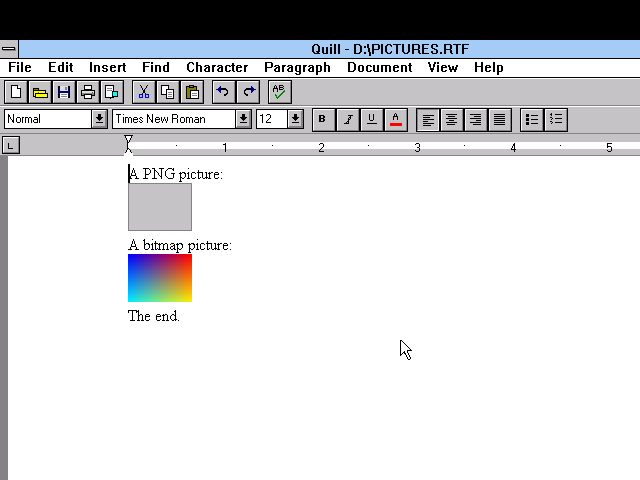 Quill - D:\PICTURES.RTF
File Edit Insert Find Character Paragraph Document View Help
AB
Normal Times New Roman 12 B I U A
L 1 2 3 4 5
A PNG picture:
A bitmap picture:
The end.